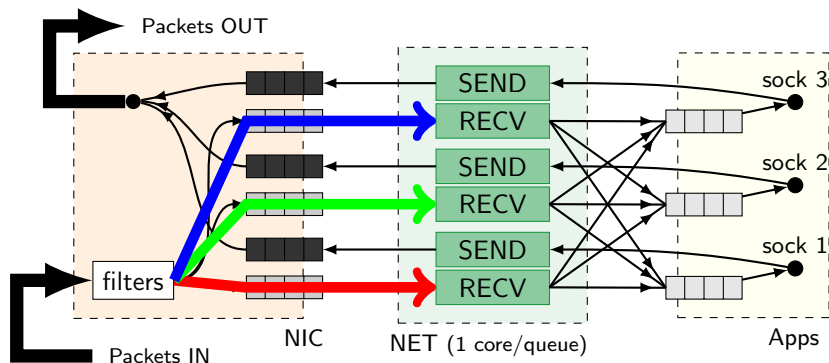 Packets OUT
sock 3
SEND
RECV
sock 2
SEND
RECV
sock 1
SEND
filters
RECV
NIC
NET (1 core/queue)
Apps
Packets IN